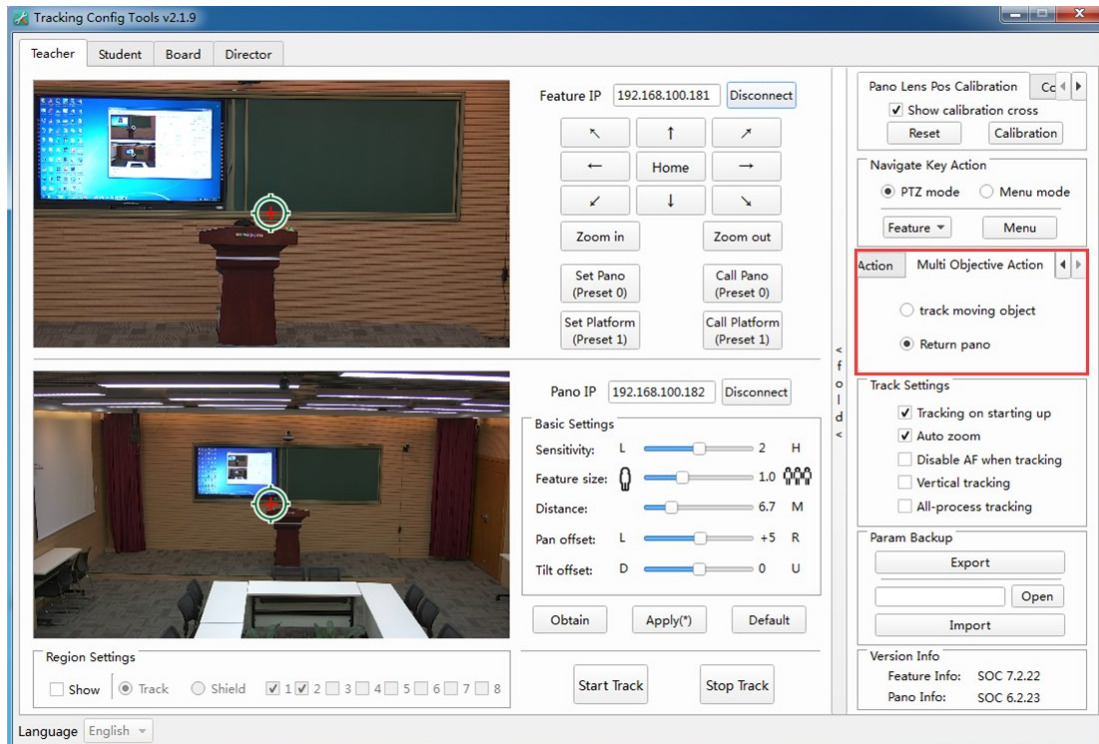 Tracking Config Tools v2.1.9
Teacher Student Board Director
Feature IP 192.168.100.181 Disconnect
↖ ↑ ↗
← Home →
↙ ↓ ↘
Zoom in Zoom out
Set Pano
(Preset 0)
Call Pano
(Preset 0)
Set Platform
(Preset 1)
Call Platform
(Preset 1)
Pano IP 192.168.100.182 Disconnect
Basic Settings
Sensitivity: L 2 H
Feature size: 1.0
Distance: 6.7 M
Pan offset: L +5 R
Tilt offset: D 0 U
Obtain Apply(*) Default
Region Settings
Show Track Shield 1 2 3 4 5 6 7 8
Start Track Stop Track
< fold <
Pano Lens Pos Calibration Cc
Show calibration cross
Reset Calibration
Navigate Key Action
PTZ mode Menu mode
Feature Menu
Action Multi Objective Action
track moving object
Return pano
Track Settings
Tracking on starting up
Auto zoom
Disable AF when tracking
Vertical tracking
All-process tracking
Param Backup
Export
Open
Import
Version Info
Feature Info: SOC 7.2.22
Pano Info: SOC 6.2.23
Language English